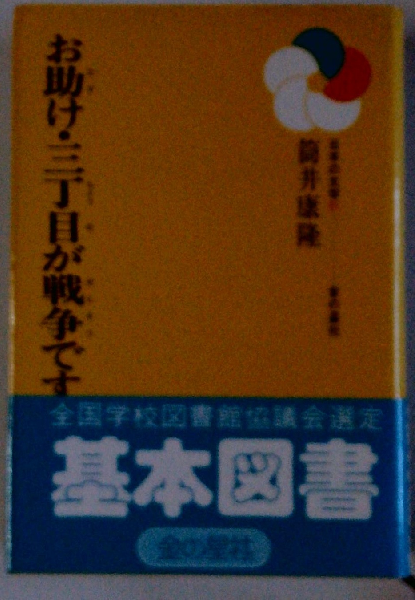 お助け・三丁目が戦争です
筒井康隆
全国学校図書館協議会選定
基本図書
金の星社